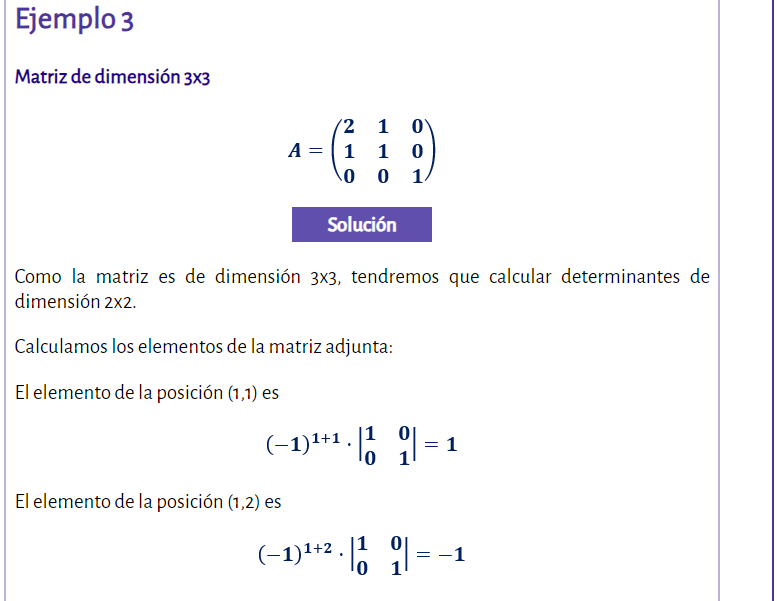 Ejemplo 3
Matriz de dimensión 3x3
A = (2 1 0
1 1 0
0 0 1)
Solución
Como la matriz es de dimensión 3x3, tendremos que calcular determinantes de
dimensión 2x2.
Calculamos los elementos de la matriz adjunta:
El elemento de la posición (1,1) es
(−1)¹⁺¹ · |1 0
0 1| = 1
El elemento de la posición (1,2) es
(−1)¹⁺² · |1 0
0 1| = −1